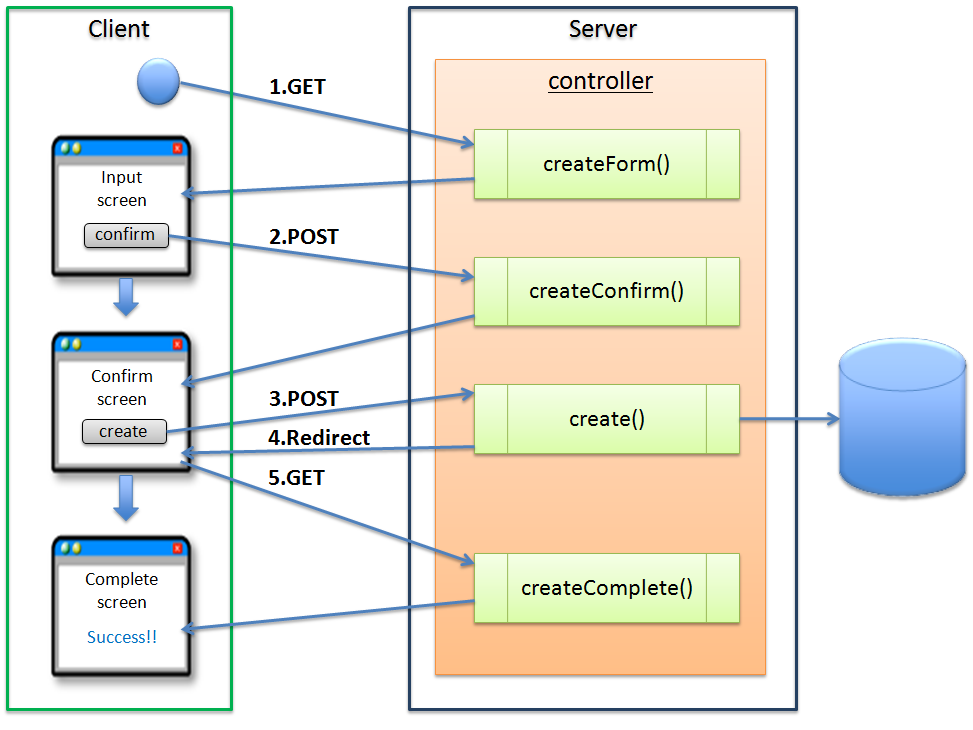 Client
Server
controller
1.GET
createForm()
Input
screen
confirm
2.POST
createConfirm()
Confirm
screen
create
3.POST
create()
4.Redirect
5.GET
createComplete()
Complete
screen
Success!!